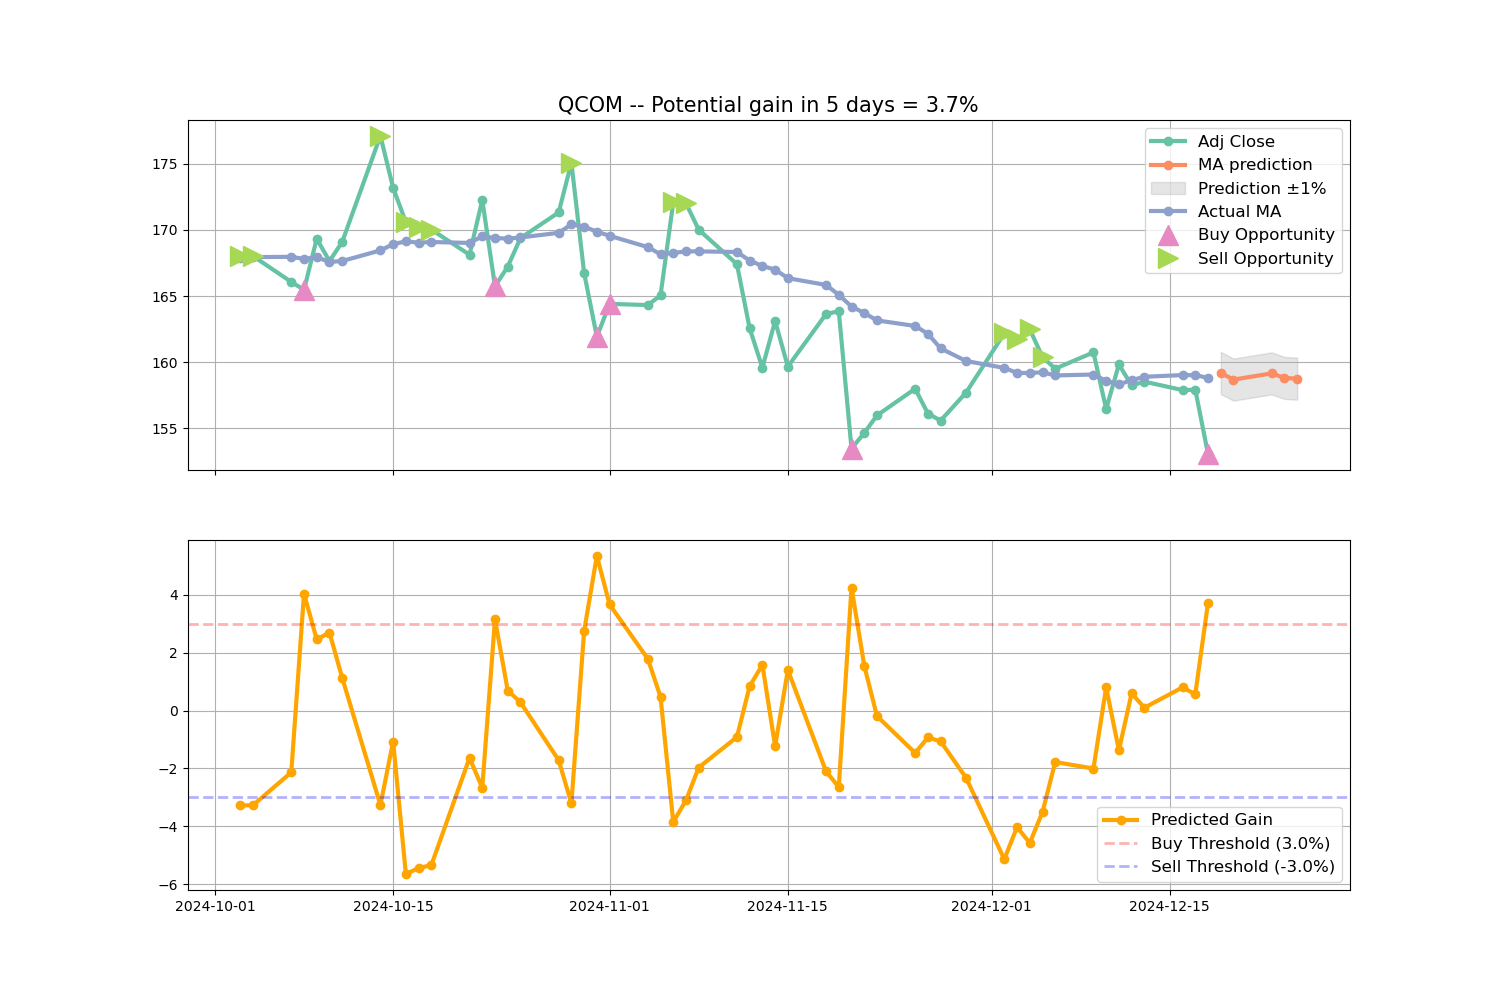 QCOM -- Potential gain in 5 days = 3.7%
175
170
165
160
155
Adj Close
MA prediction
Prediction ±1%
Actual MA
Buy Opportunity
Sell Opportunity
4
2
0
−2
−4
−6
Predicted Gain
Buy Threshold (3.0%)
Sell Threshold (-3.0%)
2024-10-01 2024-10-15 2024-11-01 2024-11-15 2024-12-01 2024-12-15